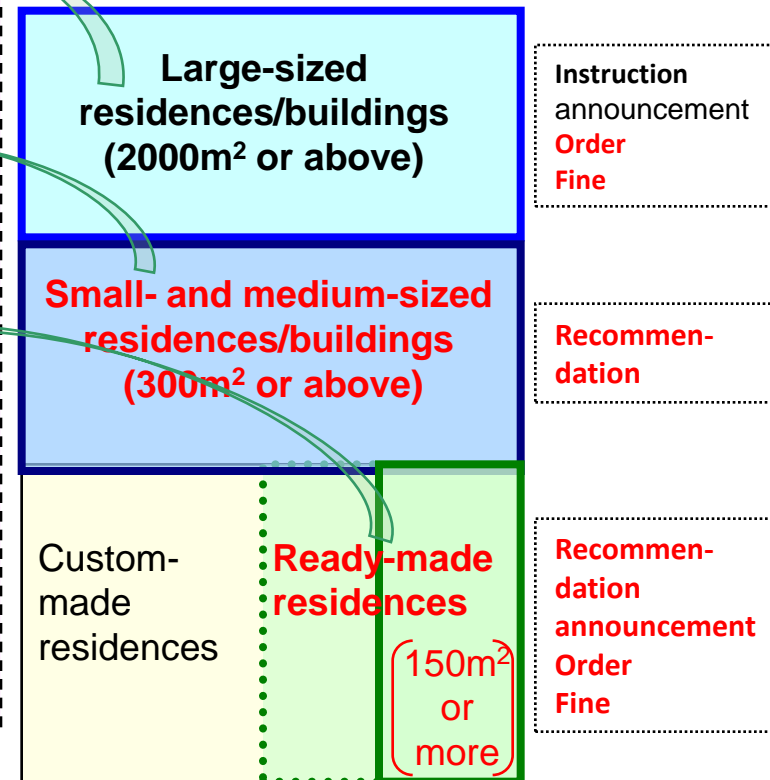 Large-sized
residences/buildings
(2000m² or above)
Instruction
announcement
Order
Fine
Small- and medium-sized
residences/buildings
(300m² or above)
Recommen-
dation
Custom-
made
residences
Ready-made
residences
150m²
or
more
Recommen-
dation
announcement
Order
Fine